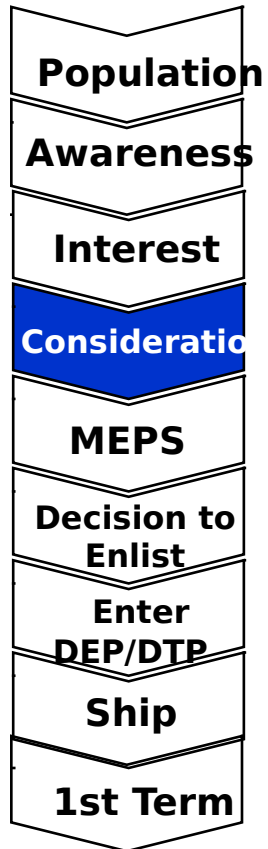 Population
Awareness
Interest
Consideratio
MEPS
Decision to
Enlist
Enter
DEP/DTP
Ship
1st Term